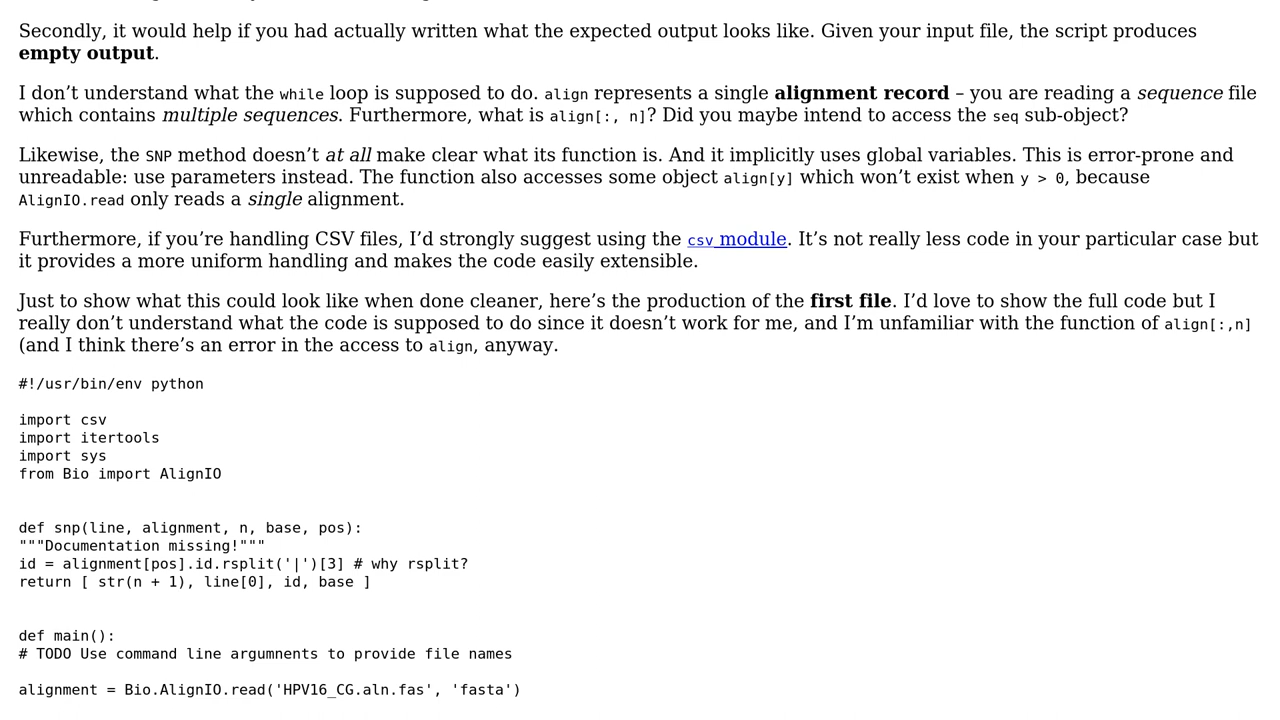 Secondly, it would help if you had actually written what the expected output looks like. Given your input file, the script produces
empty output.
I don’t understand what the while loop is supposed to do. align represents a single alignment record – you are reading a sequence file
which contains multiple sequences. Furthermore, what is align[:, n]? Did you maybe intend to access the seq sub-object?
Likewise, the SNP method doesn’t at all make clear what its function is. And it implicitly uses global variables. This is error-prone and
unreadable: use parameters instead. The function also accesses some object align[y] which won’t exist when y > 0, because
AlignIO.read only reads a single alignment.
Furthermore, if you’re handling CSV files, I’d strongly suggest using the csv module. It’s not really less code in your particular case but
it provides a more uniform handling and makes the code easily extensible.
Just to show what this could look like when done cleaner, here’s the production of the first file. I’d love to show the full code but I
really don’t understand what the code is supposed to do since it doesn’t work for me, and I’m unfamiliar with the function of align[:,n]
(and I think there’s an error in the access to align, anyway.
#!/usr/bin/env python
import csv
import itertools
import sys
from Bio import AlignIO
def snp(line, alignment, n, base, pos):
"""Documentation missing!"""
id = alignment[pos].id.rsplit('|')[3] # why rsplit?
return [ str(n + 1), line[0], id, base ]
def main():
# TODO Use command line argumnents to provide file names
alignment = Bio.AlignIO.read('HPV16_CG.aln.fas', 'fasta')